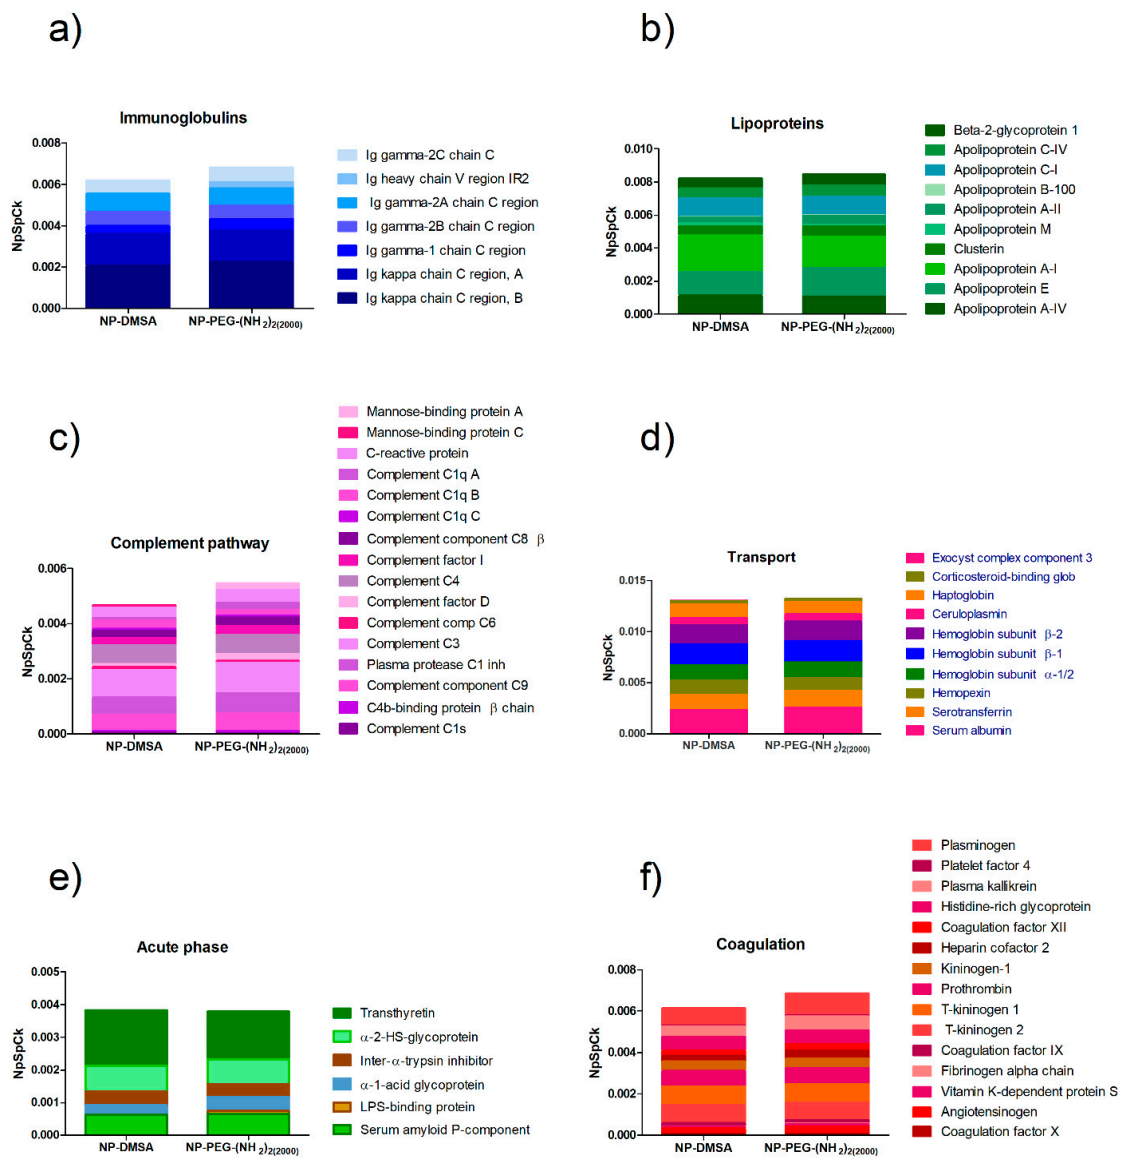 a)
Immunoglobulins
NpSpCk
0.008
0.006
0.004
0.002
0.000
NP-DMSA
NP-PEG-(NH2)2(2000)
Ig gamma-2C chain C
Ig heavy chain V region IR2
Ig gamma-2A chain C region
Ig gamma-2B chain C region
Ig gamma-1 chain C region
Ig kappa chain C region, A
Ig kappa chain C region, B
b)
Lipoproteins
NpSpCk
0.010
0.008
0.006
0.004
0.002
0.000
NP-DMSA
NP-PEG-(NH2)2(2000)
Beta-2-glycoprotein 1
Apolipoprotein C-IV
Apolipoprotein C-I
Apolipoprotein B-100
Apolipoprotein A-II
Apolipoprotein M
Clusterin
Apolipoprotein A-I
Apolipoprotein E
Apolipoprotein A-IV
c)
Complement pathway
NpSpCk
0.006
0.004
0.002
0.000
NP-DMSA
NP-PEG-(NH2)2(2000)
Mannose-binding protein A
Mannose-binding protein C
C-reactive protein
Complement C1q A
Complement C1q B
Complement C1q C
Complement component C8 β
Complement factor I
Complement C4
Complement factor D
Complement comp C6
Complement C3
Plasma protease C1 inh
Complement component C9
C4b-binding protein β chain
Complement C1s
d)
Transport
NpSpCk
0.015
0.010
0.005
0.000
NP-DMSA
NP-PEG-(NH2)2(2000)
Exocyst complex component 3
Corticosteroid-binding glob
Haptoglobin
Ceruloplasmin
Hemoglobin subunit β-2
Hemoglobin subunit β-1
Hemoglobin subunit α-1/2
Hemopexin
Serotransferrin
Serum albumin
e)
Acute phase
NpSpCk
0.005
0.004
0.003
0.002
0.001
0.000
NP-DMSA
NP-PEG-(NH2)2(2000)
Transthyretin
α-2-HS-glycoprotein
Inter-α-trypsin inhibitor
α-1-acid glycoprotein
LPS-binding protein
Serum amyloid P-component
f)
Coagulation
NpSpCk
0.008
0.006
0.004
0.002
0.000
NP-DMSA
NP-PEG-(NH2)2(2000)
Plasminogen
Platelet factor 4
Plasma kallikrein
Histidine-rich glycoprotein
Coagulation factor XII
Heparin cofactor 2
Kininogen-1
Prothrombin
T-kininogen 1
T-kininogen 2
Coagulation factor IX
Fibrinogen alpha chain
Vitamin K-dependent protein S
Angiotensinogen
Coagulation factor X